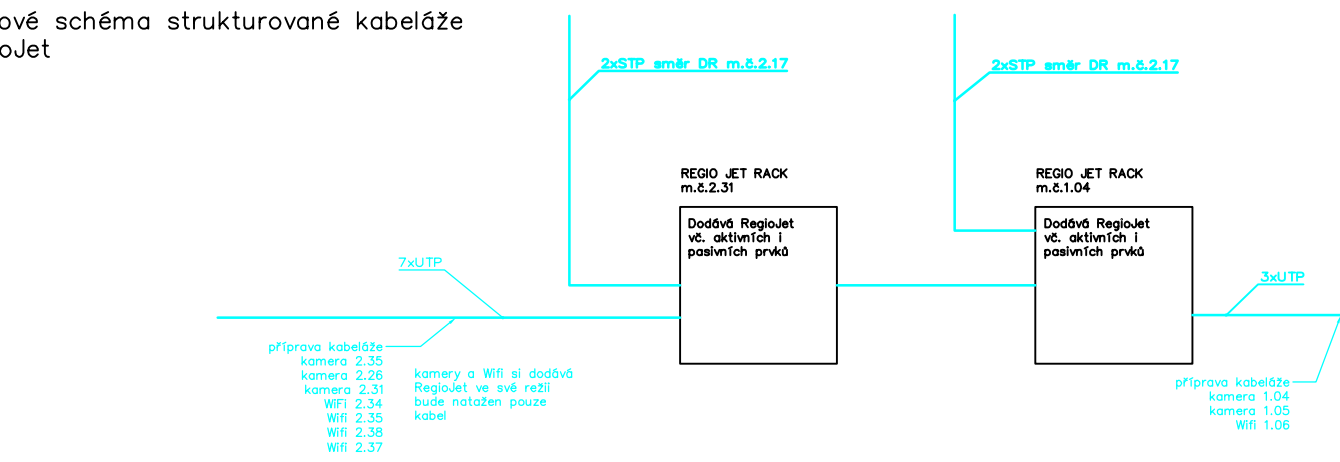 ové schéma strukturované kabeláže
oJet
2xSTP směr DR m.č.2.17
2xSTP směr DR m.č.2.17
REGIO JET RACK
m.č.2.31
Dodává RegioJet
vč. aktivních i
pasivních prvků
REGIO JET RACK
m.č.1.04
Dodává RegioJet
vč. aktivních i
pasivních prvků
7xUTP
3xUTP
příprava kabeláže
kamera 2.35
kamera 2.26
kamera 2.31
WiFi 2.34
Wifi 2.35
Wifi 2.38
Wifi 2.37
kamery a Wifi si dodává
RegioJet ve své režii
bude natažen pouze
kabel
příprava kabeláže
kamera 1.04
kamera 1.05
Wifi 1.06